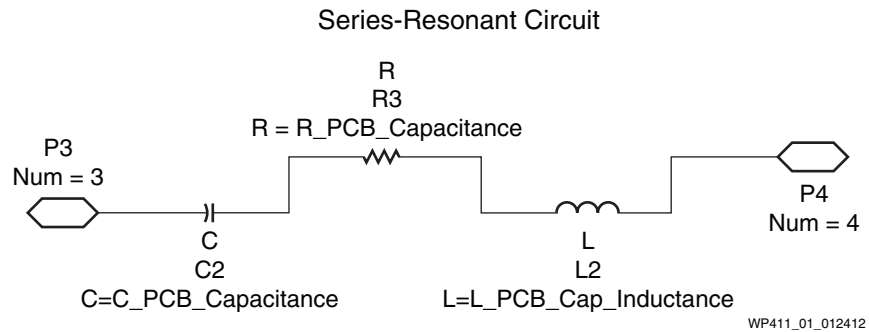 Series-Resonant Circuit
R
R3
R = R_PCB_Capacitance
P3
Num = 3
P4
Num = 4
C
C2
C=C_PCB_Capacitance
L
L2
L=L_PCB_Cap_Inductance
WP411_01_012412